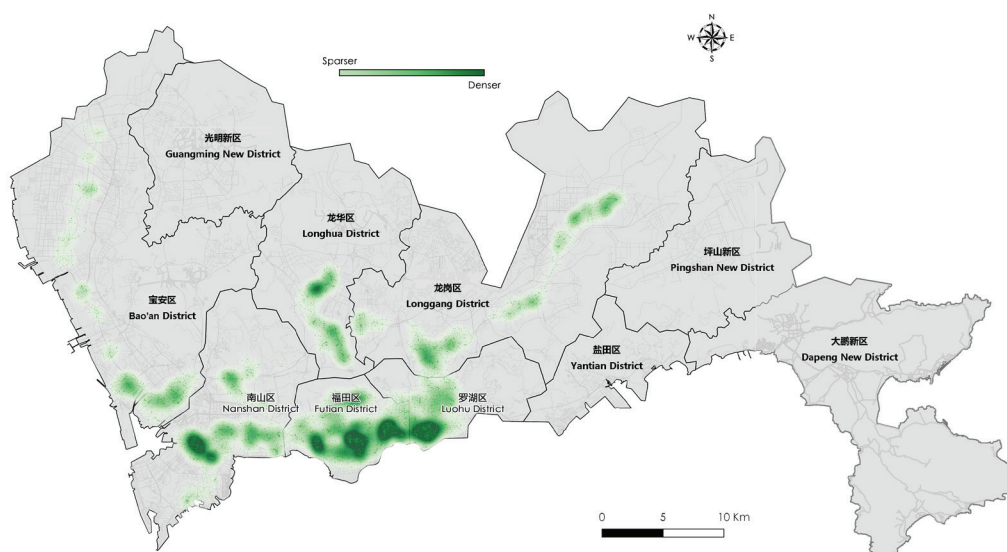 N
W
E
S
Sparser
Denser
光明新区
Guangming New District
龙华区
Longhua District
龙岗区
Longgang District
坪山新区
Pingshan New District
宝安区
Bao'an District
盐田区
Yantian District
大鹏新区
Dapeng New District
南山区
Nanshan District
福田区
Futian District
罗湖区
Luohu District
0
5
10 Km